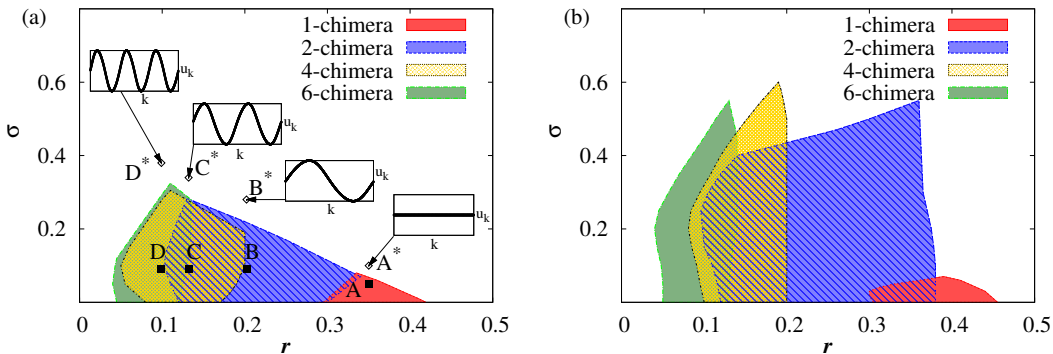 (a)
1-chimera
2-chimera
4-chimera
6-chimera
0.6
σ
0.4
0.2
u_k
k
u_k
k
u_k
k
u_k
k
D*
C*
B*
A*
D
C
B
A
0
0.1
0.2
0.3
0.4
0.5
r
(b)
1-chimera
2-chimera
4-chimera
6-chimera
0.6
σ
0.4
0.2
0
0.1
0.2
0.3
0.4
0.5
r